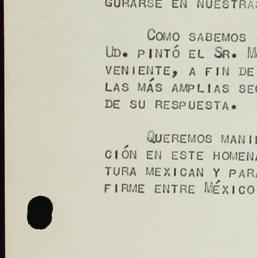 GURARSE EN NUESTRAS
COMO SABEMOS
UD. PINTÓ EL SR. M
VENIENTE, A FIN DE
LAS MÁS AMPLIAS SE
DE SU RESPUESTA.
QUEREMOS MANI
CIÓN EN ESTE HOMENA
TURA MEXICAN Y PARA
FIRME ENTRE MÉXICO